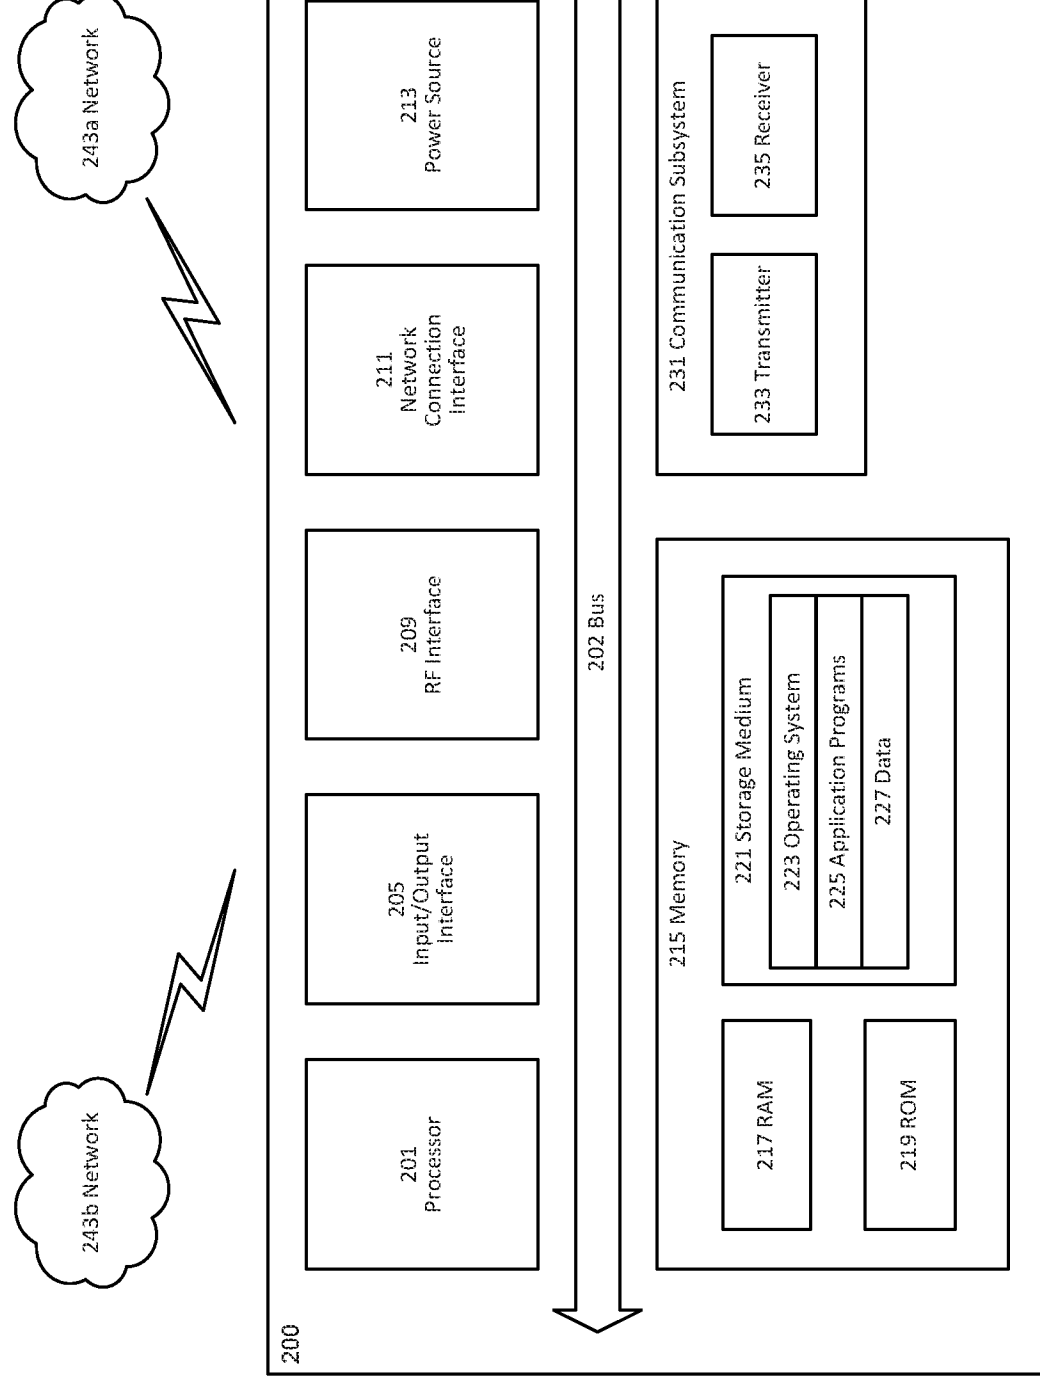 243b Network
243a Network
200
201
Processor
205
Input/Output
Interface
209
RF Interface
211
Network
Connection
Interface
213
Power Source
202 Bus
215 Memory
217 RAM
219 ROM
221 Storage Medium
223 Operating System
225 Application Programs
227 Data
231 Communication Subsystem
233 Transmitter
235 Receiver